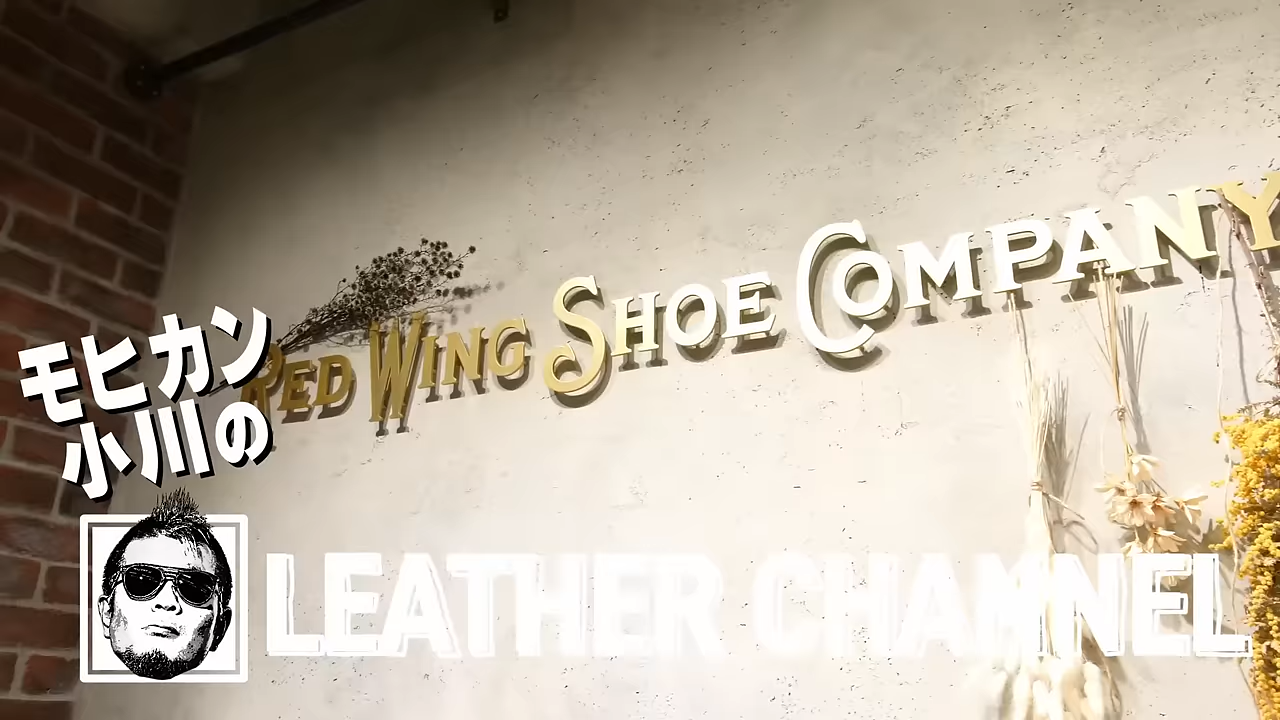 RED WING SHOE COMPANY
モヒカン
小川の
LEATHER CHANNEL